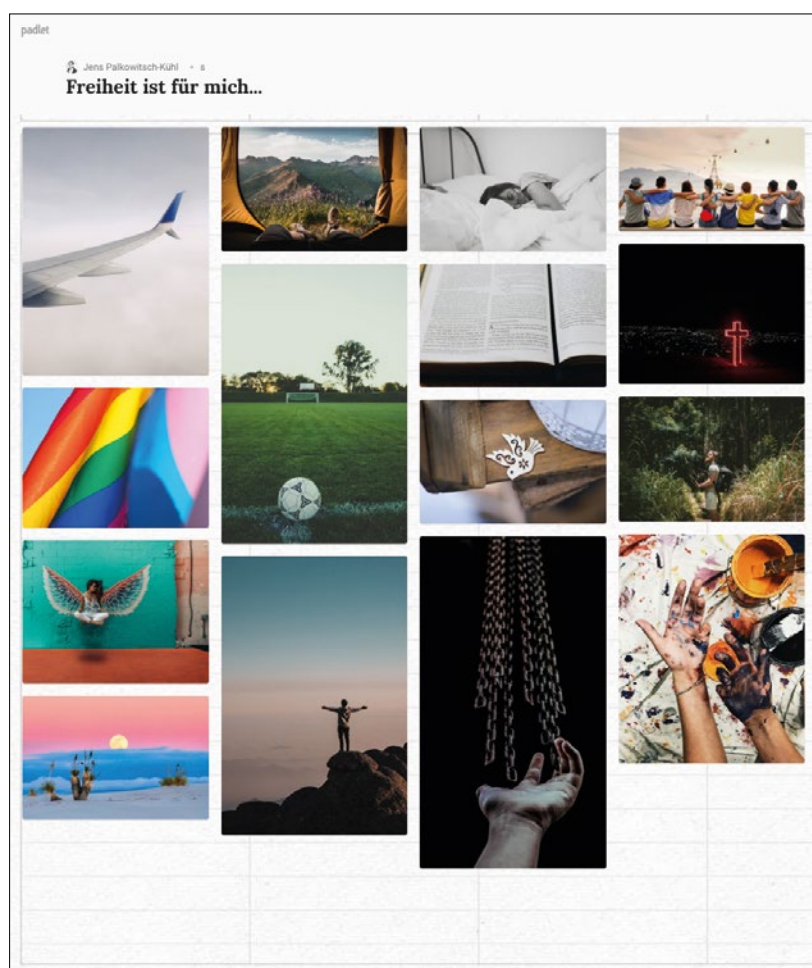 padlet
Jens Palkowitsch-Kühl • s
Freiheit ist für mich...